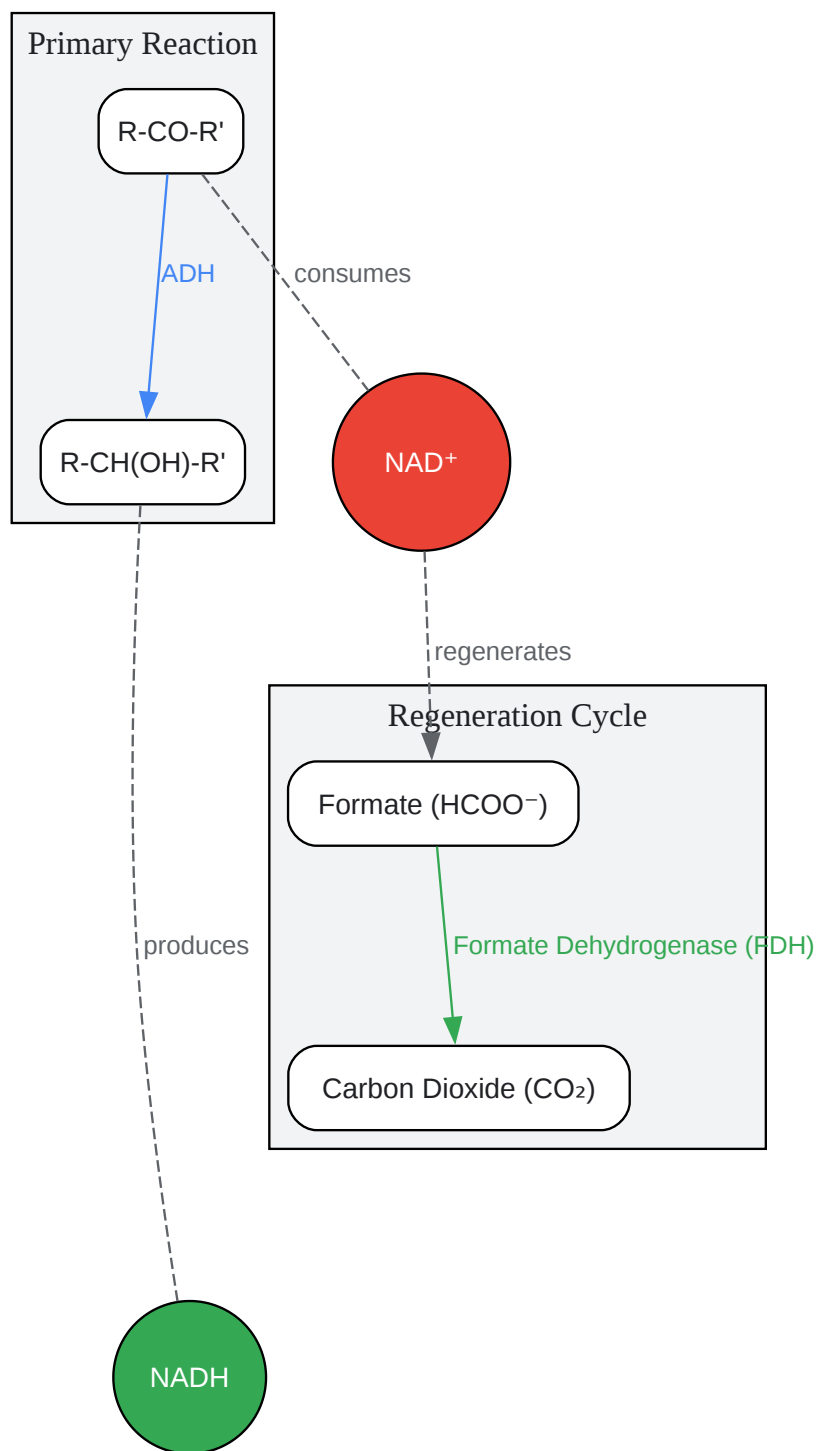 Primary Reaction
R-CO-R'
ADH
consumes
R-CH(OH)-R'
NAD⁺
regenerates
Regeneration Cycle
Formate (HCOO⁻)
produces
Formate Dehydrogenase (FDH)
Carbon Dioxide (CO₂)
NADH